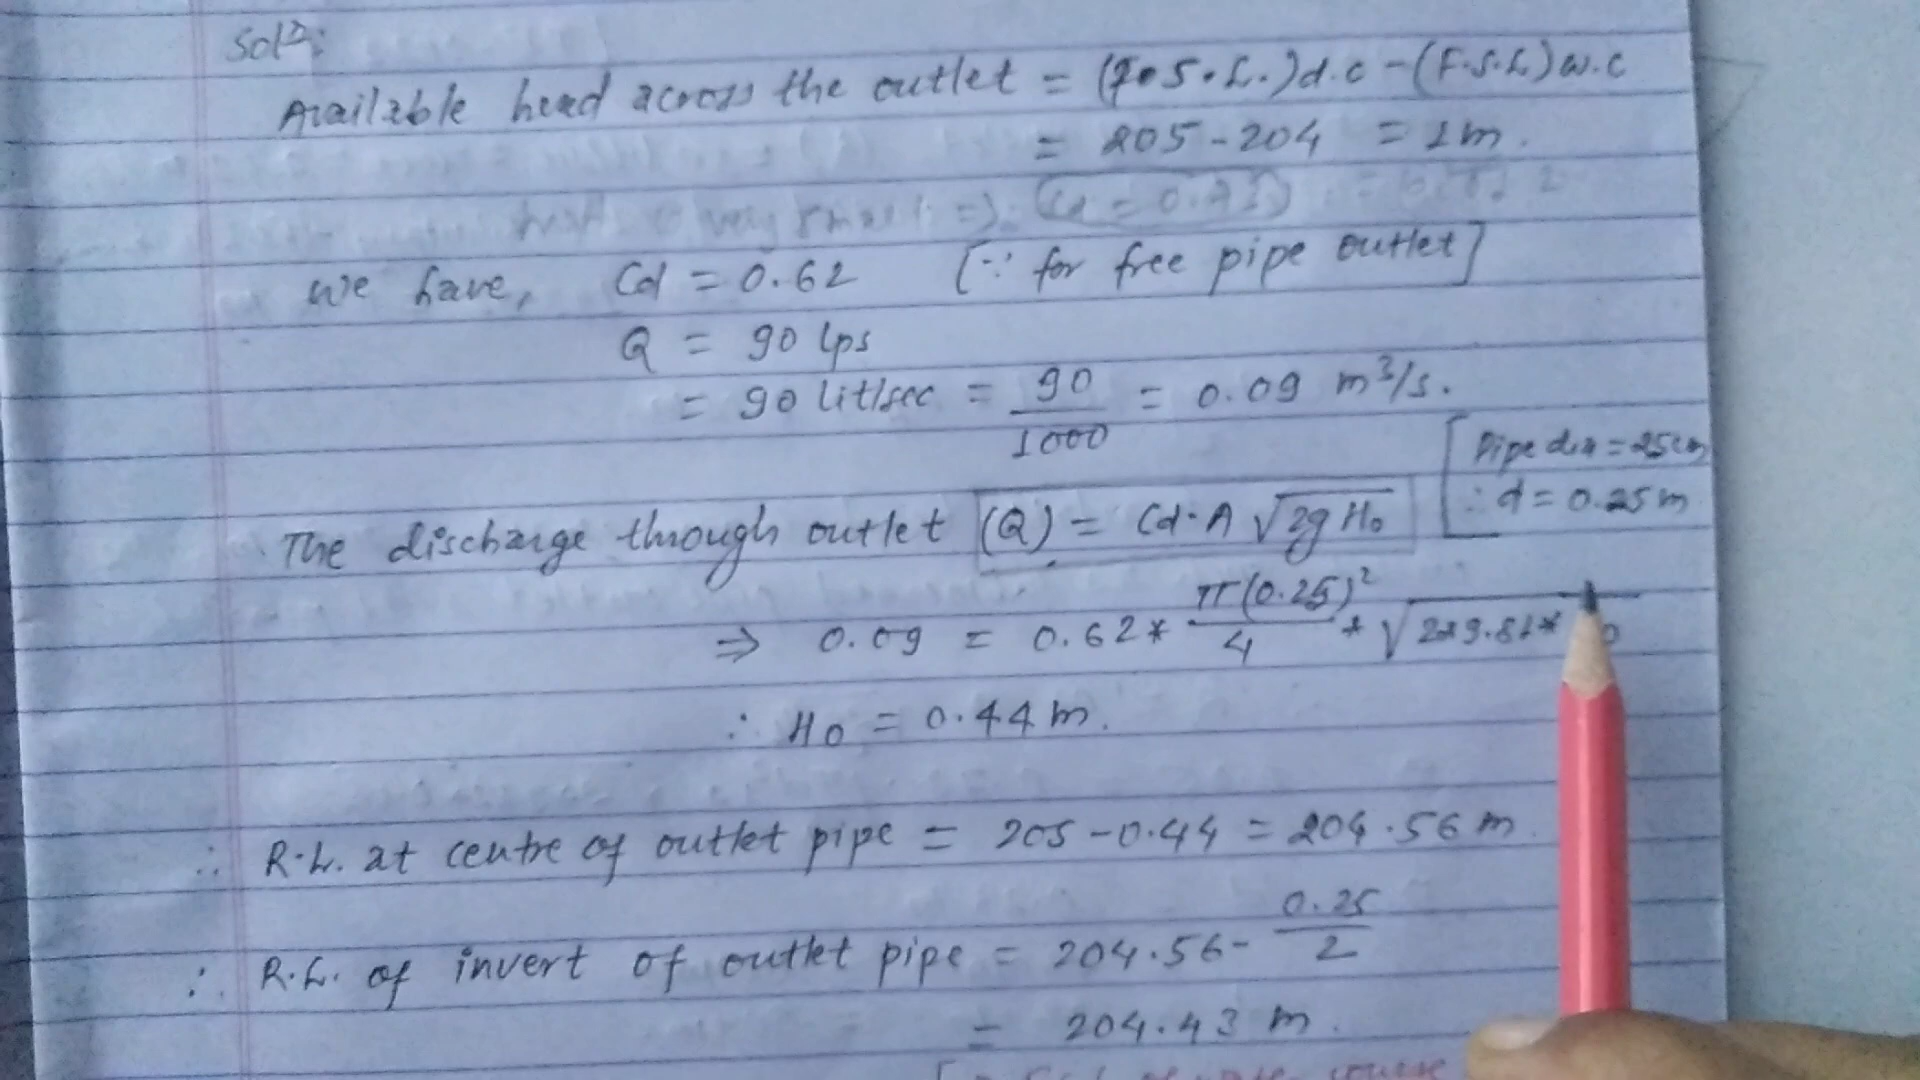 Solⁿ:
Available head across the outlet = (F.S.L.)d.c - (F.S.L)w.c
= 205 - 204 = 1m.
We have, Cd = 0.62 [∵ for free pipe outlet]
Q = 90 lps
= 90 lit/sec = 90/1000 = 0.09 m³/s.
[Pipe dia = 25cm
∴ d = 0.25m
The discharge through outlet (Q) = Cd·A √2g Ho
⇒ 0.09 = 0.62 * π(0.25)²/4 * √2*9.81*
∴ Ho = 0.44 m.
∴ R.L. at centre of outlet pipe = 205 - 0.44 = 204.56 m.
∴ R.L. of invert of outlet pipe = 204.56 - 0.25/2
= 204.43 m.